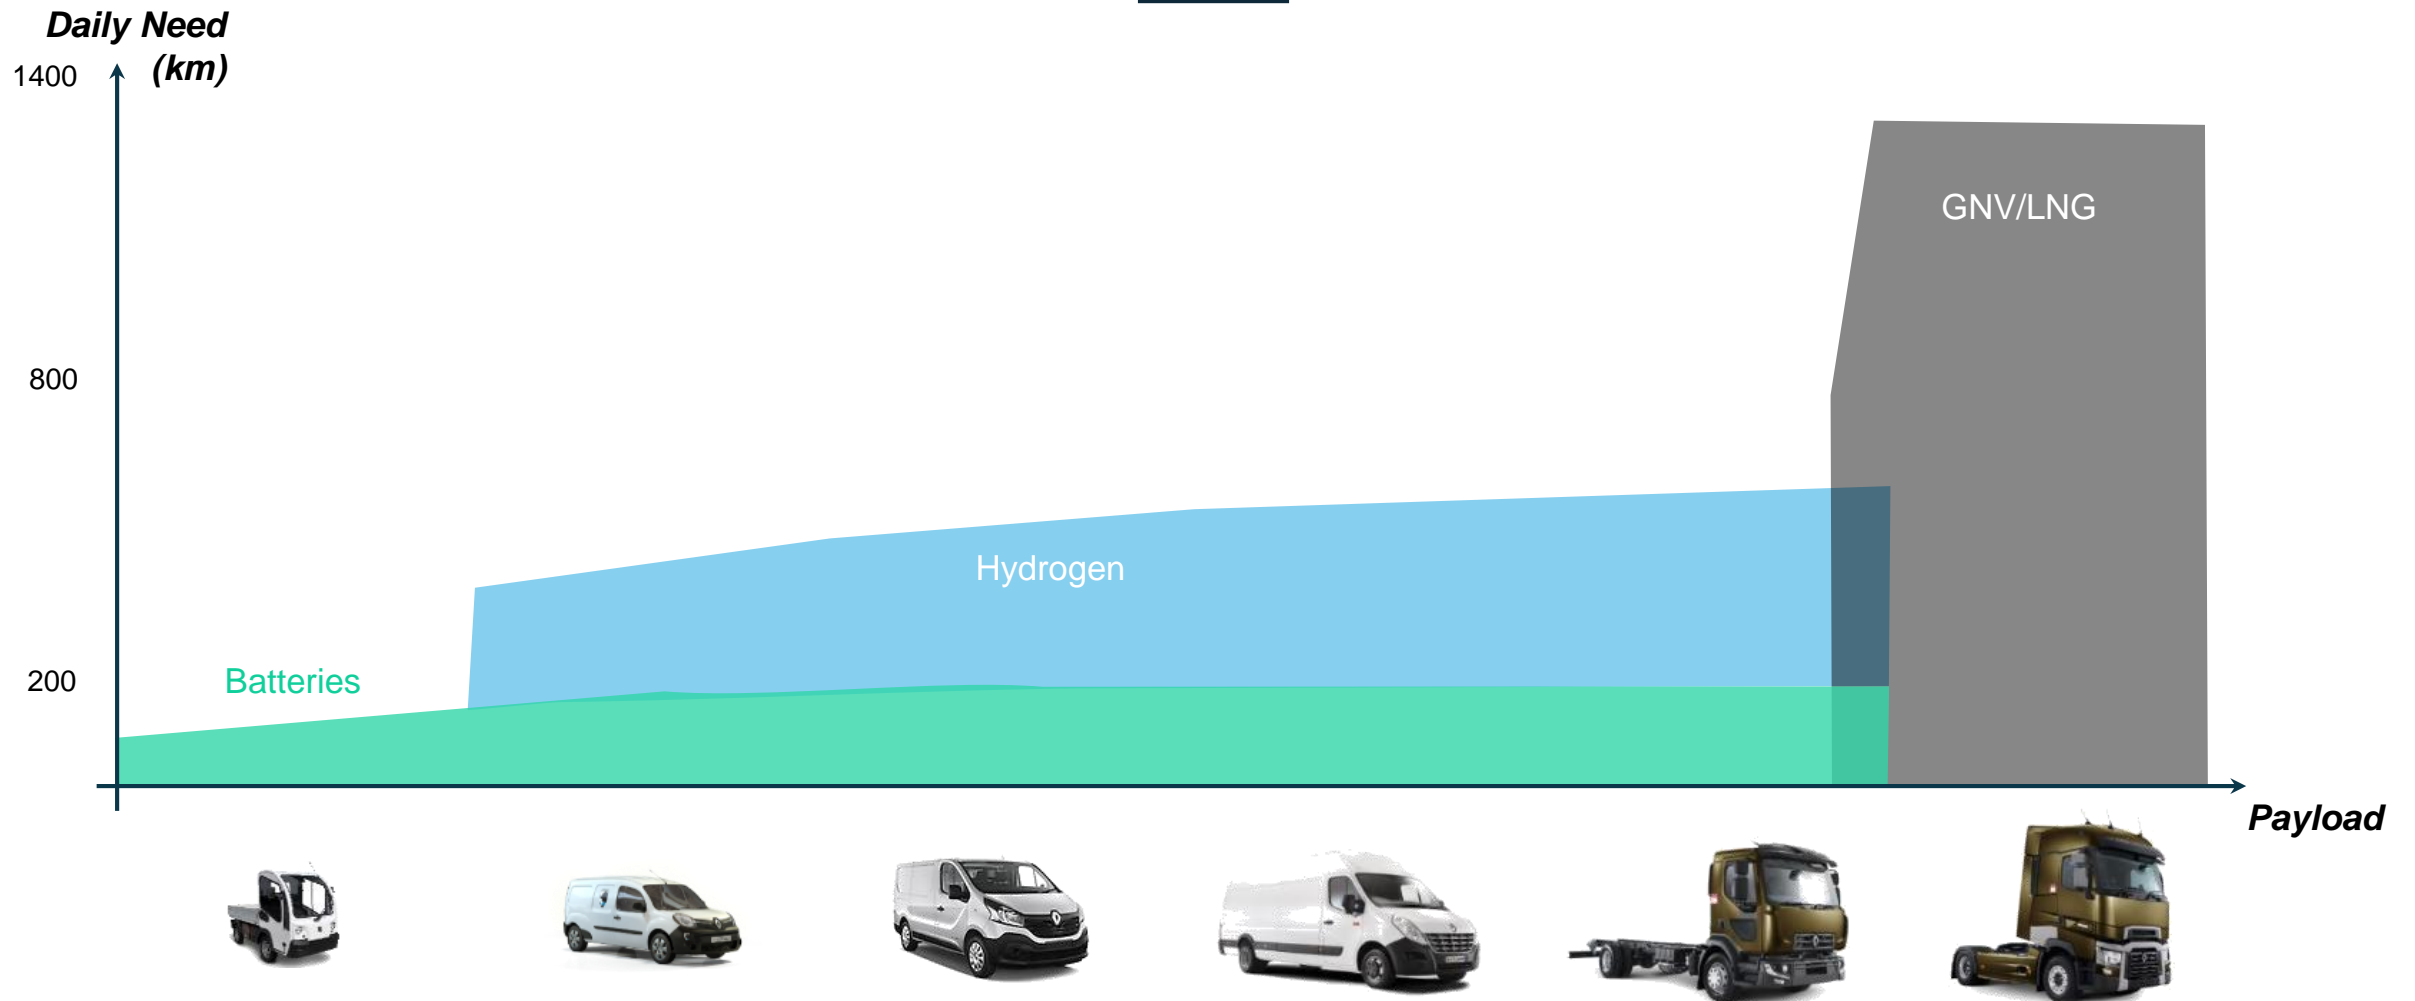 Daily Need
(km)
1400
800
200
GNV/LNG
Hydrogen
Batteries
Payload